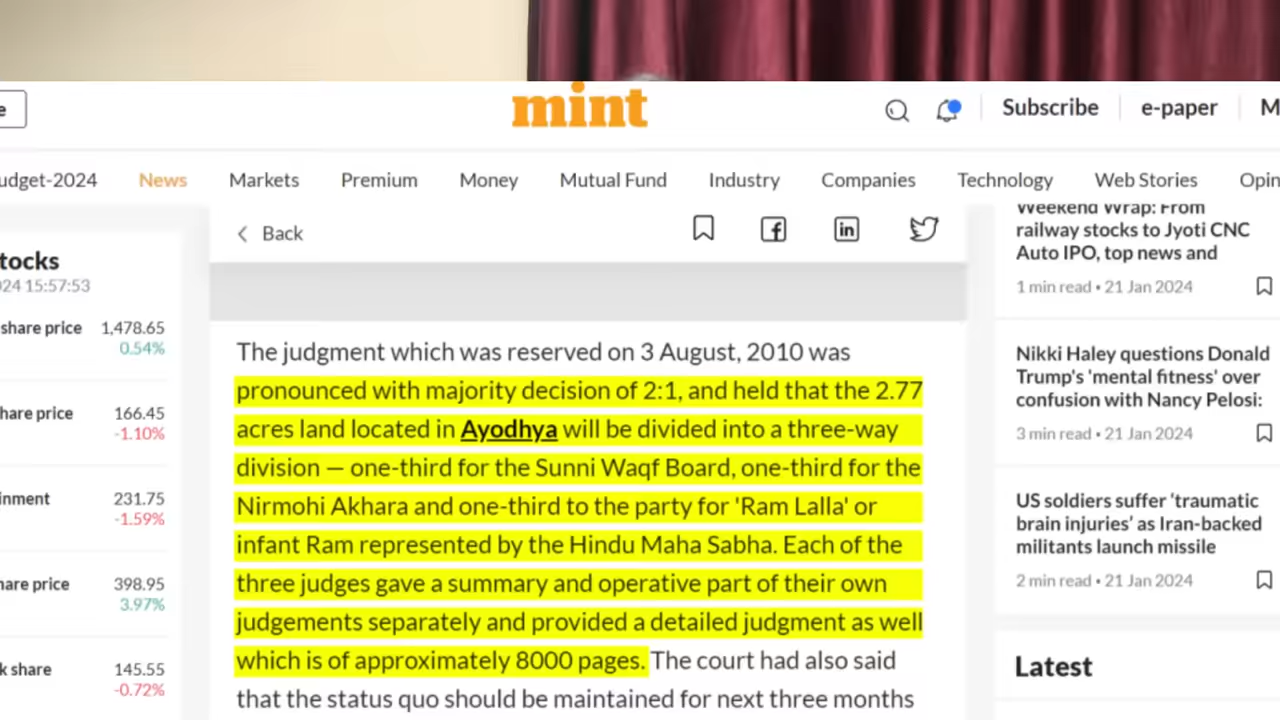 e
mint
Subscribe
e-paper
M
udget-2024
News
Markets
Premium
Money
Mutual Fund
Industry
Companies
Technology
Web Stories
Opin
Back
tocks
024 15:57:53
share price 1,478.65
0.54%
hare price 166.45
-1.10%
inment 231.75
-1.59%
are price 398.95
3.97%
k share 145.55
-0.72%
The judgment which was reserved on 3 August, 2010 was
pronounced with majority decision of 2:1, and held that the 2.77
acres land located in Ayodhya will be divided into a three-way
division — one-third for the Sunni Waqf Board, one-third for the
Nirmohi Akhara and one-third to the party for 'Ram Lalla' or
infant Ram represented by the Hindu Maha Sabha. Each of the
three judges gave a summary and operative part of their own
judgements separately and provided a detailed judgment as well
which is of approximately 8000 pages. The court had also said
that the status quo should be maintained for next three months
Weekend Wrap: From
railway stocks to Jyoti CNC
Auto IPO, top news and
1 min read • 21 Jan 2024
Nikki Haley questions Donald
Trump's 'mental fitness' over
confusion with Nancy Pelosi:
3 min read • 21 Jan 2024
US soldiers suffer 'traumatic
brain injuries' as Iran-backed
militants launch missile
2 min read • 21 Jan 2024
Latest